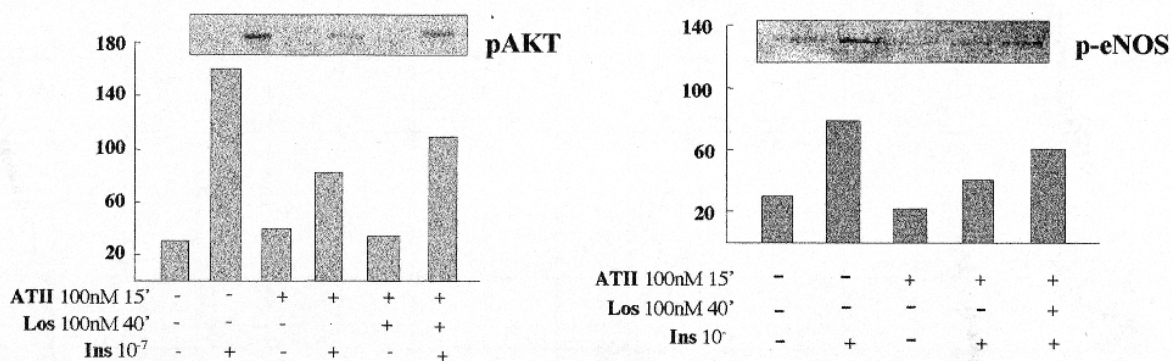 pAKT
180
140
100
60
20
ATII 100nM 15' - - + + + +
Los 100nM 40' - - - - + +
Ins 10-7 - + - + - +
p-eNOS
140
100
60
20
ATII 100nM 15' - - + + +
Los 100nM 40' - - - - +
Ins 10- - + - + +